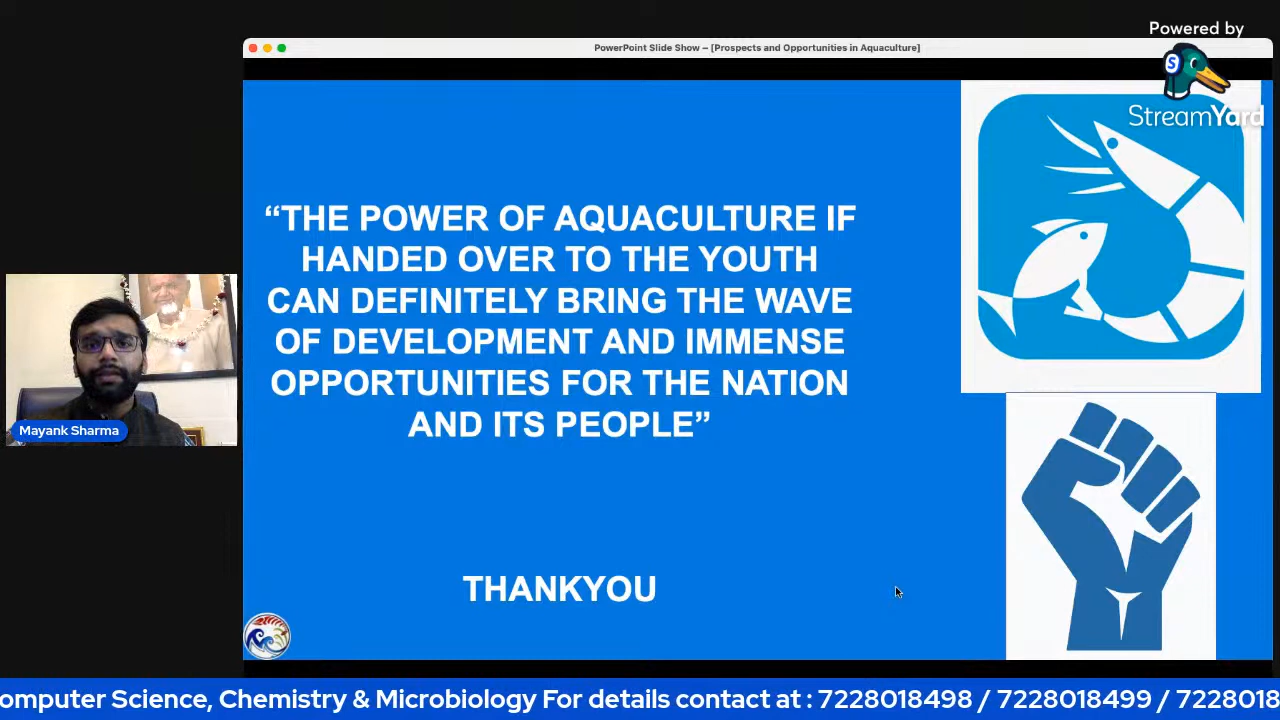 Powered by
StreamYard
PowerPoint Slide Show – [Prospects and Opportunities in Aquaculture]
S
“THE POWER OF AQUACULTURE IF
HANDED OVER TO THE YOUTH
CAN DEFINITELY BRING THE WAVE
OF DEVELOPMENT AND IMMENSE
OPPORTUNITIES FOR THE NATION
AND ITS PEOPLE”
THANKYOU
Mayank Sharma
omputer Science, Chemistry & Microbiology For details contact at : 7228018498 / 7228018499 / 7228018